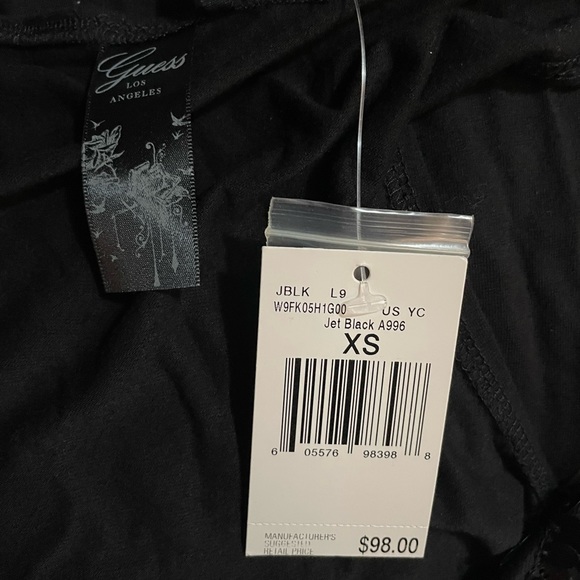 Guess
LOS
ANGELES
JBLK L9
W9FK05H1G00 US YC
Jet Black A996
XS
6 05576 98398 8
MANUFACTURER'S
SUGGESTED
RETAIL PRICE $98.00